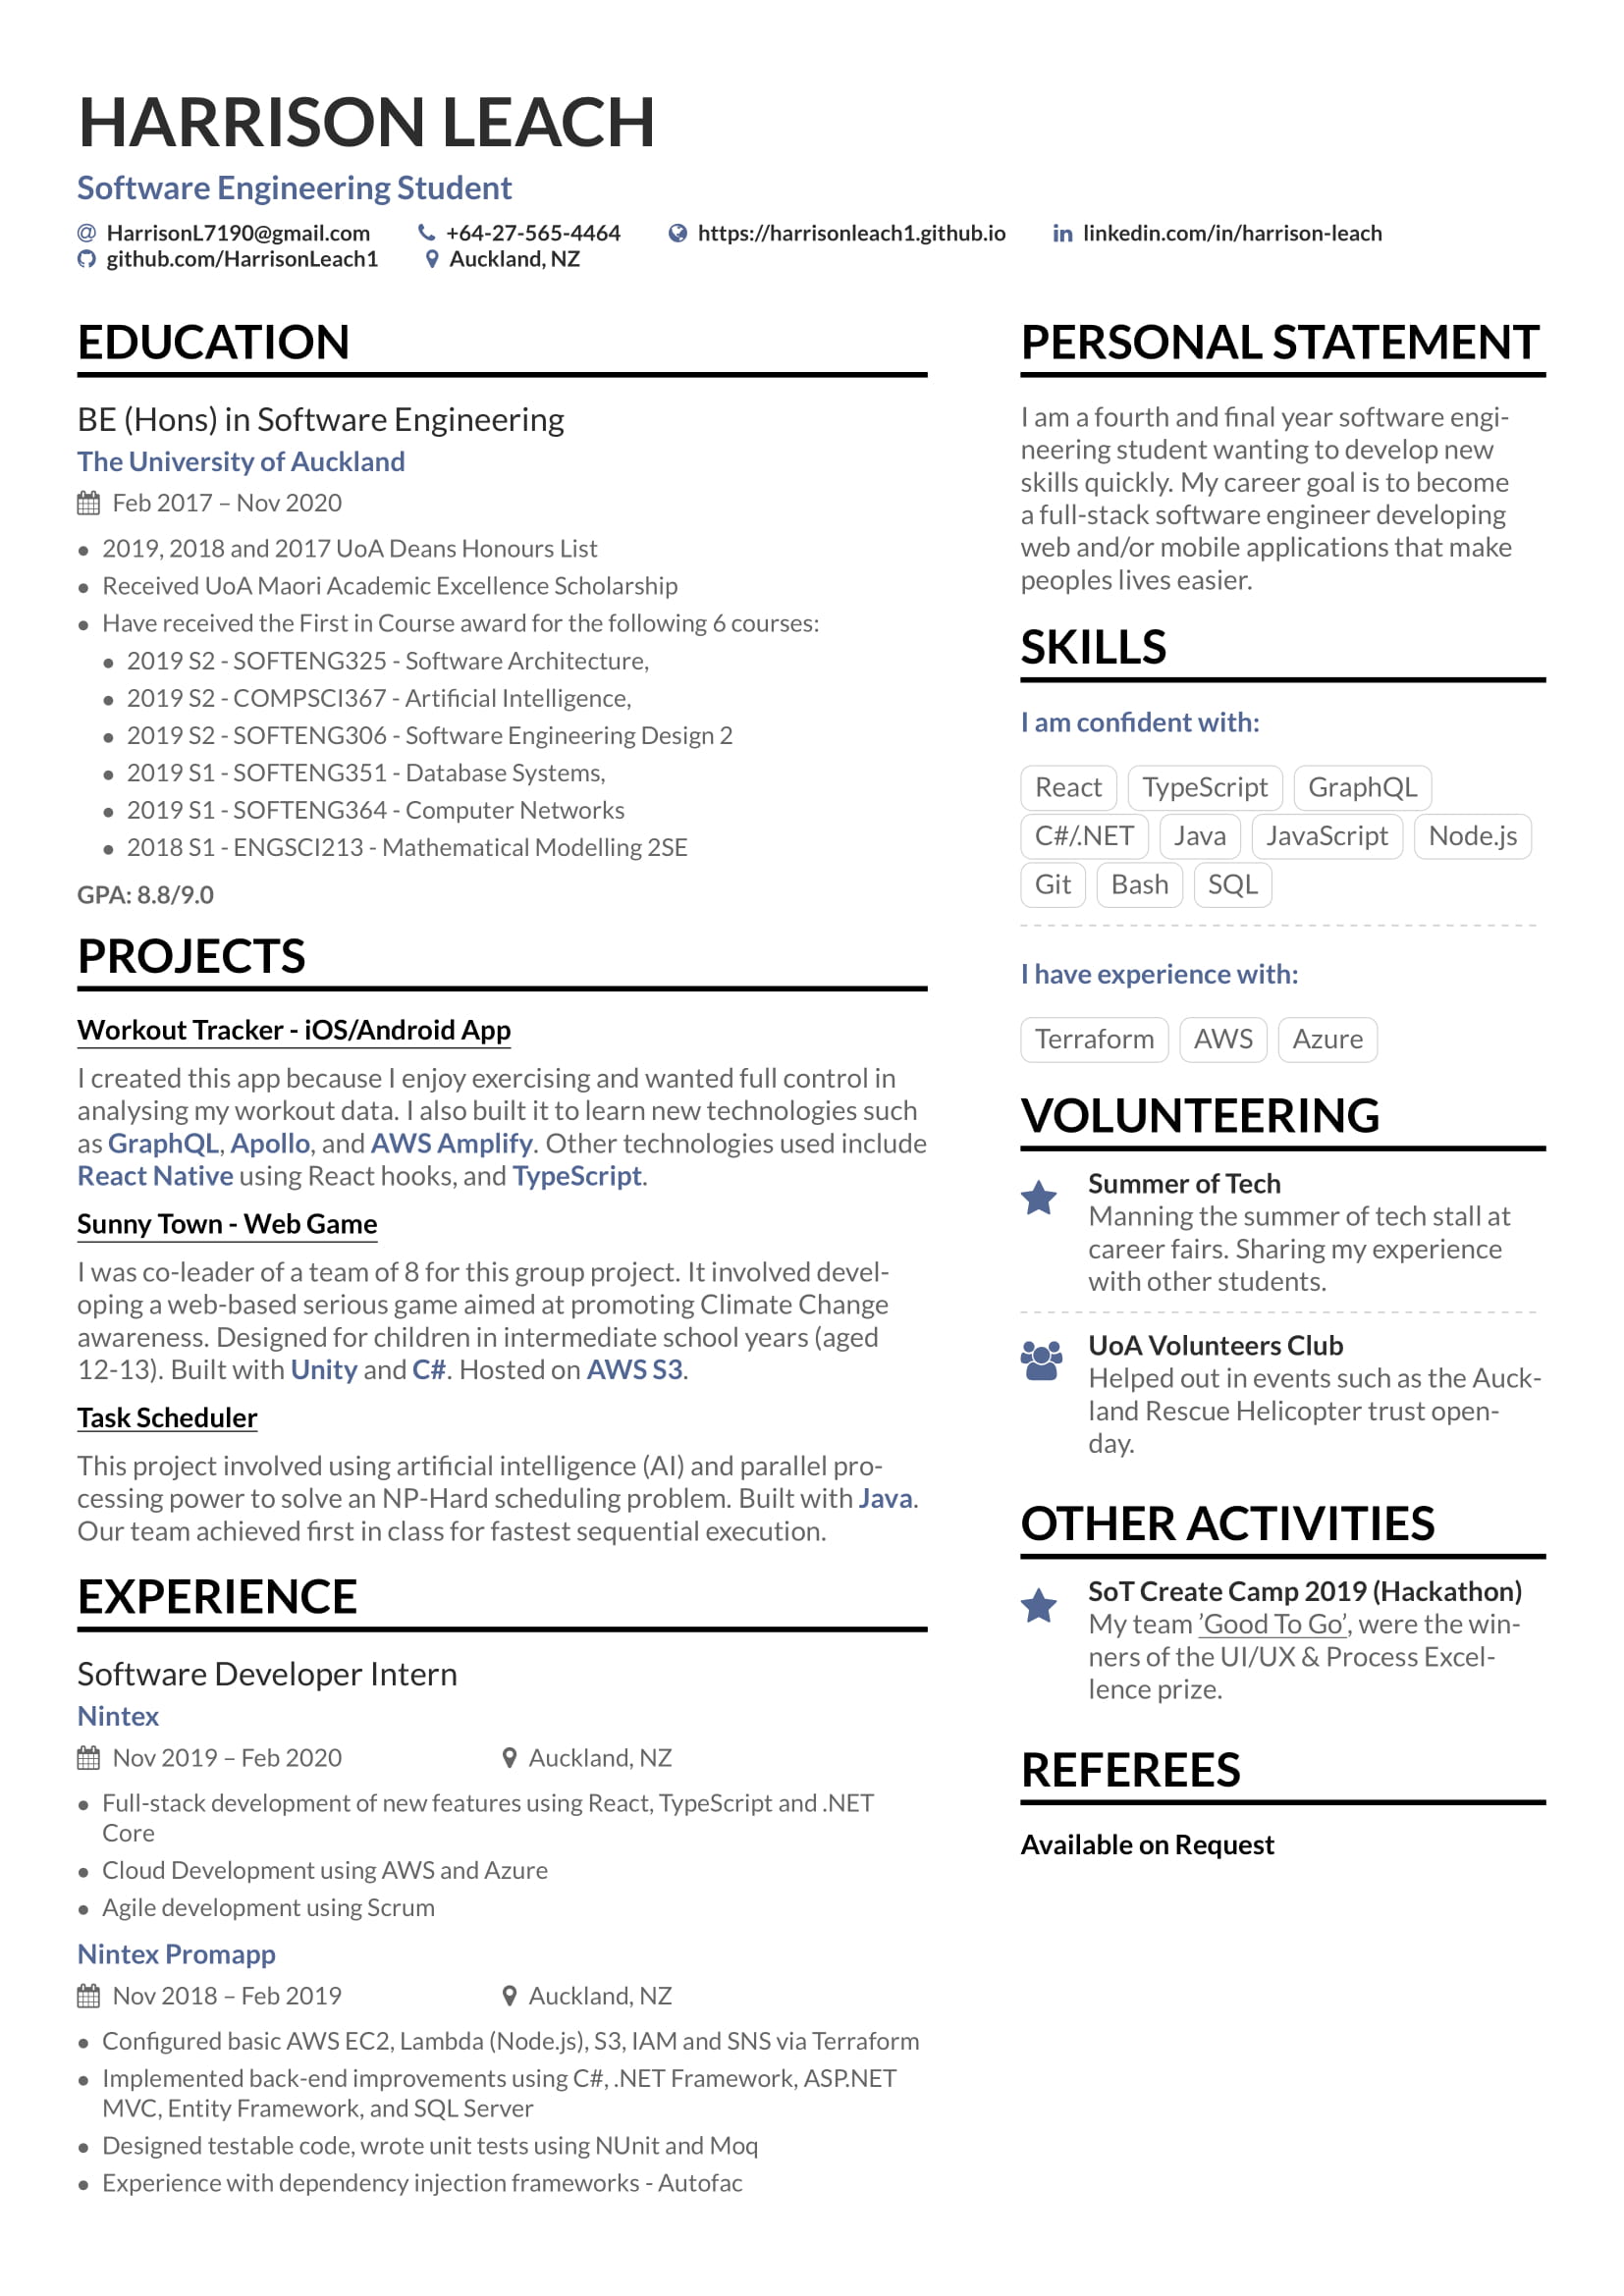 HARRISON LEACH
Software Engineering Student
HarrisonL7190@gmail.com +64-27-565-4464 https://harrisonleach1.github.io linkedin.com/in/harrison-leach
github.com/HarrisonLeach1 Auckland, NZ
EDUCATION
BE (Hons) in Software Engineering
The University of Auckland
Feb 2017 – Nov 2020
• 2019, 2018 and 2017 UoA Deans Honours List
• Received UoA Maori Academic Excellence Scholarship
• Have received the First in Course award for the following 6 courses:
• 2019 S2 - SOFTENG325 - Software Architecture,
• 2019 S2 - COMPSCI367 - Artificial Intelligence,
• 2019 S2 - SOFTENG306 - Software Engineering Design 2
• 2019 S1 - SOFTENG351 - Database Systems,
• 2019 S1 - SOFTENG364 - Computer Networks
• 2018 S1 - ENGSCI213 - Mathematical Modelling 2SE
GPA: 8.8/9.0
PROJECTS
Workout Tracker - iOS/Android App
I created this app because I enjoy exercising and wanted full control in
analysing my workout data. I also built it to learn new technologies such
as GraphQL, Apollo, and AWS Amplify. Other technologies used include
React Native using React hooks, and TypeScript.
Sunny Town - Web Game
I was co-leader of a team of 8 for this group project. It involved devel-
oping a web-based serious game aimed at promoting Climate Change
awareness. Designed for children in intermediate school years (aged
12-13). Built with Unity and C#. Hosted on AWS S3.
Task Scheduler
This project involved using artificial intelligence (AI) and parallel pro-
cessing power to solve an NP-Hard scheduling problem. Built with Java.
Our team achieved first in class for fastest sequential execution.
EXPERIENCE
Software Developer Intern
Nintex
Nov 2019 – Feb 2020 Auckland, NZ
• Full-stack development of new features using React, TypeScript and .NET
Core
• Cloud Development using AWS and Azure
• Agile development using Scrum
Nintex Promapp
Nov 2018 – Feb 2019 Auckland, NZ
• Configured basic AWS EC2, Lambda (Node.js), S3, IAM and SNS via Terraform
• Implemented back-end improvements using C#, .NET Framework, ASP.NET
MVC, Entity Framework, and SQL Server
• Designed testable code, wrote unit tests using NUnit and Moq
• Experience with dependency injection frameworks - Autofac
PERSONAL STATEMENT
I am a fourth and final year software engi-
neering student wanting to develop new
skills quickly. My career goal is to become
a full-stack software engineer developing
web and/or mobile applications that make
peoples lives easier.
SKILLS
I am confident with:
React TypeScript GraphQL
C#/.NET Java JavaScript Node.js
Git Bash SQL
I have experience with:
Terraform AWS Azure
VOLUNTEERING
Summer of Tech
Manning the summer of tech stall at
career fairs. Sharing my experience
with other students.
UoA Volunteers Club
Helped out in events such as the Auck-
land Rescue Helicopter trust open-
day.
OTHER ACTIVITIES
SoT Create Camp 2019 (Hackathon)
My team ’Good To Go’, were the win-
ners of the UI/UX & Process Excel-
lence prize.
REFEREES
Available on Request